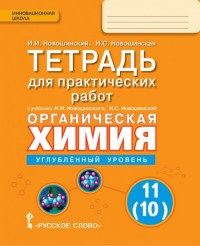 ИННОВАЦИОННАЯ
ШКОЛА
И.И. Новошинский, Н.С. Новошинская
ТЕТРАДЬ
для практических
работ
к учебнику И.И. Новошинского, Н.С. Новошинской
ОРГАНИЧЕСКАЯ
ХИМИЯ
УГЛУБЛЁННЫЙ УРОВЕНЬ
11
(10)
«РУССКОЕ СЛОВО»